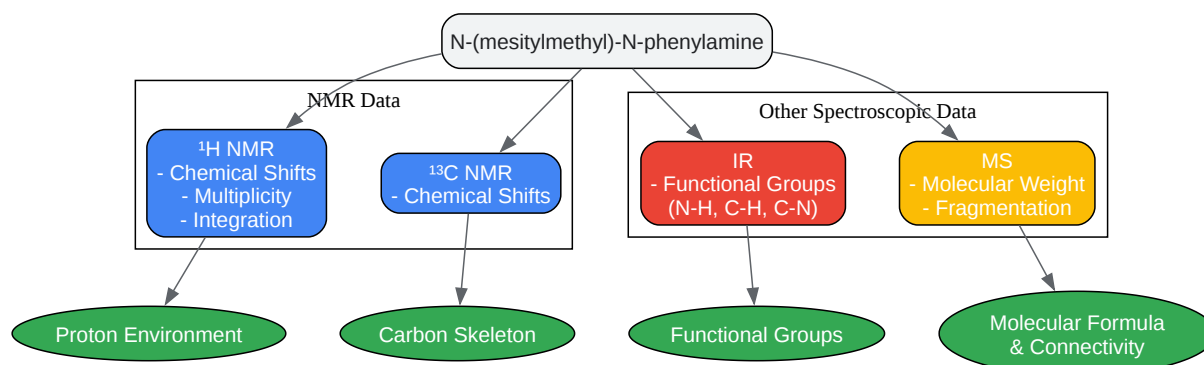 N-(mesitylmethyl)-N-phenylamine
NMR Data
Other Spectroscopic Data
¹H NMR
- Chemical Shifts
- Multiplicity
- Integration
¹³C NMR
- Chemical Shifts
IR
- Functional Groups
(N-H, C-H, C-N)
MS
- Molecular Weight
- Fragmentation
Proton Environment
Carbon Skeleton
Functional Groups
Molecular Formula
& Connectivity